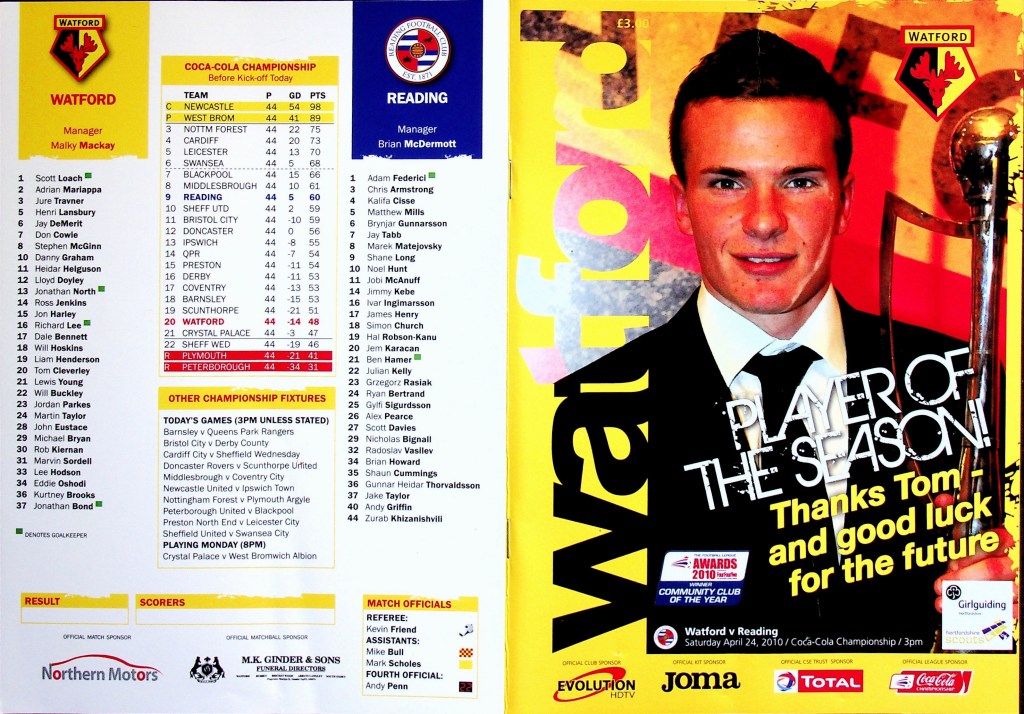 WATFORD
WATFORD
Manager
Malky Mackay
1 Scott Loach
2 Adrian Mariappa
3 Jure Travner
5 Henri Lansbury
6 Jay DeMerit
7 Don Cowie
8 Stephen McGinn
10 Danny Graham
11 Heidar Helguson
12 Lloyd Doyley
13 Jonathan North
14 Ross Jenkins
15 Jon Harley
16 Richard Lee
17 Dale Bennett
18 Will Hoskins
19 Liam Henderson
20 Tom Cleverley
21 Lewis Young
22 Will Buckley
23 Jordan Parkes
24 Martin Taylor
28 John Eustace
29 Michael Bryan
30 Rob Kiernan
31 Marvin Sordell
33 Lee Hodson
34 Eddie Oshodi
36 Kurtney Brooks
37 Jonathan Bond
DENOTES GOALKEEPER
COCA-COLA CHAMPIONSHIP
Before Kick-off Today
TEAM P GD PTS
C NEWCASTLE 44 54 98
P WEST BROM 44 41 89
3 NOTTM FOREST 44 22 75
4 CARDIFF 44 20 73
5 LEICESTER 44 13 70
6 SWANSEA 44 5 68
7 BLACKPOOL 44 15 66
8 MIDDLESBROUGH 44 10 61
9 READING 44 5 60
10 SHEFF UTD 44 2 59
11 BRISTOL CITY 44 -10 59
12 DONCASTER 44 0 56
13 IPSWICH 44 -8 55
14 QPR 44 -7 54
15 PRESTON 44 -11 54
16 DERBY 44 -11 53
17 COVENTRY 44 -13 53
18 BARNSLEY 44 -15 53
19 SCUNTHORPE 44 -21 51
20 WATFORD 44 -14 48
21 CRYSTAL PALACE 44 -3 47
22 SHEFF WED 44 -19 46
R PLYMOUTH 44 -21 41
R PETERBOROUGH 44 -34 31
OTHER CHAMPIONSHIP FIXTURES
TODAY'S GAMES (3PM UNLESS STATED)
Barnsley v Queens Park Rangers
Bristol City v Derby County
Cardiff City v Sheffield Wednesday
Doncaster Rovers v Scunthorpe United
Middlesbrough v Coventry City
Newcastle United v Ipswich Town
Nottingham Forest v Plymouth Argyle
Peterborough United v Blackpool
Preston North End v Leicester City
Sheffield United v Swansea City
PLAYING MONDAY (8PM)
Crystal Palace v West Bromwich Albion
READING FOOTBALL CLUB
EST. 1871
READING
Manager
Brian McDermott
1 Adam Federici
3 Chris Armstrong
4 Kalifa Cisse
5 Matthew Mills
6 Brynjar Gunnarsson
7 Jay Tabb
8 Marek Matejovsky
9 Shane Long
10 Noel Hunt
11 Jobi McAnuff
14 Jimmy Kebe
16 Ivar Ingimarsson
17 James Henry
18 Simon Church
19 Hal Robson-Kanu
20 Jem Karacan
21 Ben Hamer
22 Julian Kelly
23 Grzegorz Rasiak
24 Ryan Bertrand
25 Gylfi Sigurdsson
26 Alex Pearce
27 Scott Davies
29 Nicholas Bignall
32 Radoslav Vasilev
34 Brian Howard
35 Shaun Cummings
36 Gunnar Heidar Thorvaldsson
37 Jake Taylor
40 Andy Griffin
44 Zurab Khizanishvili
RESULT
SCORERS
OFFICIAL MATCH SPONSOR
Northern Motors
OFFICIAL MATCHBALL SPONSOR
M.K. GINDER & SONS
FUNERAL DIRECTORS
MATCH OFFICIALS
REFEREE:
Kevin Friend
ASSISTANTS:
Mike Bull
Mark Scholes
FOURTH OFFICIAL:
Andy Penn
£3.00
watford
WATFORD
PLAYER OF
THE SEASON!
Thanks Tom -
and good luck
for the future
THE FOOTBALL LEAGUE
AWARDS
2010
WINNER
COMMUNITY CLUB
OF THE YEAR
Girlguiding
hertfordshire
scouts
Watford v Reading
Saturday April 24, 2010 / Coca-Cola Championship / 3pm
OFFICIAL CLUB SPONSOR
EVOLUTION
HDTV
OFFICIAL KIT SPONSOR
JOMA
OFFICIAL CSE TRUST SPONSOR
TOTAL
OFFICIAL LEAGUE SPONSOR
Coca-Cola
CHAMPIONSHIP